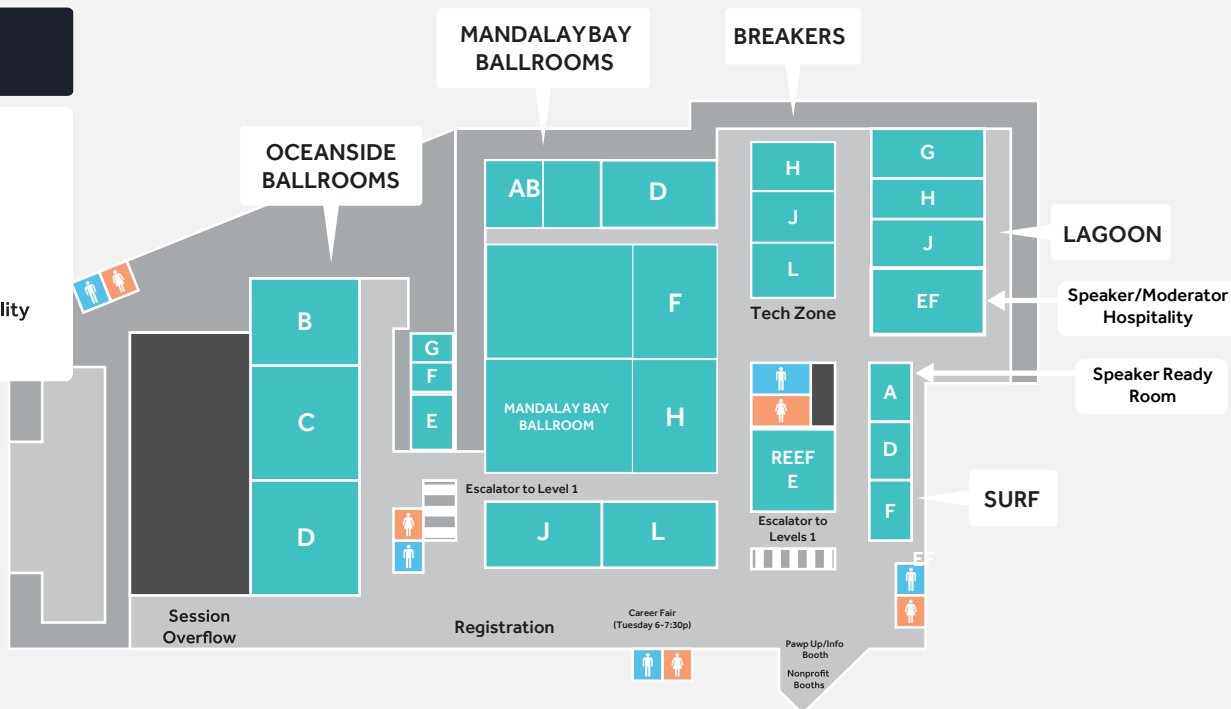 MANDALAY BAY
BALLROOMS
BREAKERS
OCEANSIDE
BALLROOMS
AB
D
H
J
L
Tech Zone
G
H
J
EF
LAGOON
Speaker/Moderator
Hospitality
lity
B
C
D
G
F
E
F
MANDALAY BAY
BALLROOM
H
REEF
E
A
D
F
Speaker Ready
Room
SURF
Escalator to Level 1
J
L
Escalator to
Levels 1
EF
Session
Overflow
Registration
Career Fair
(Tuesday 6-7:30p)
Pawp Up/Info
Booth
Nonprofit
Booths